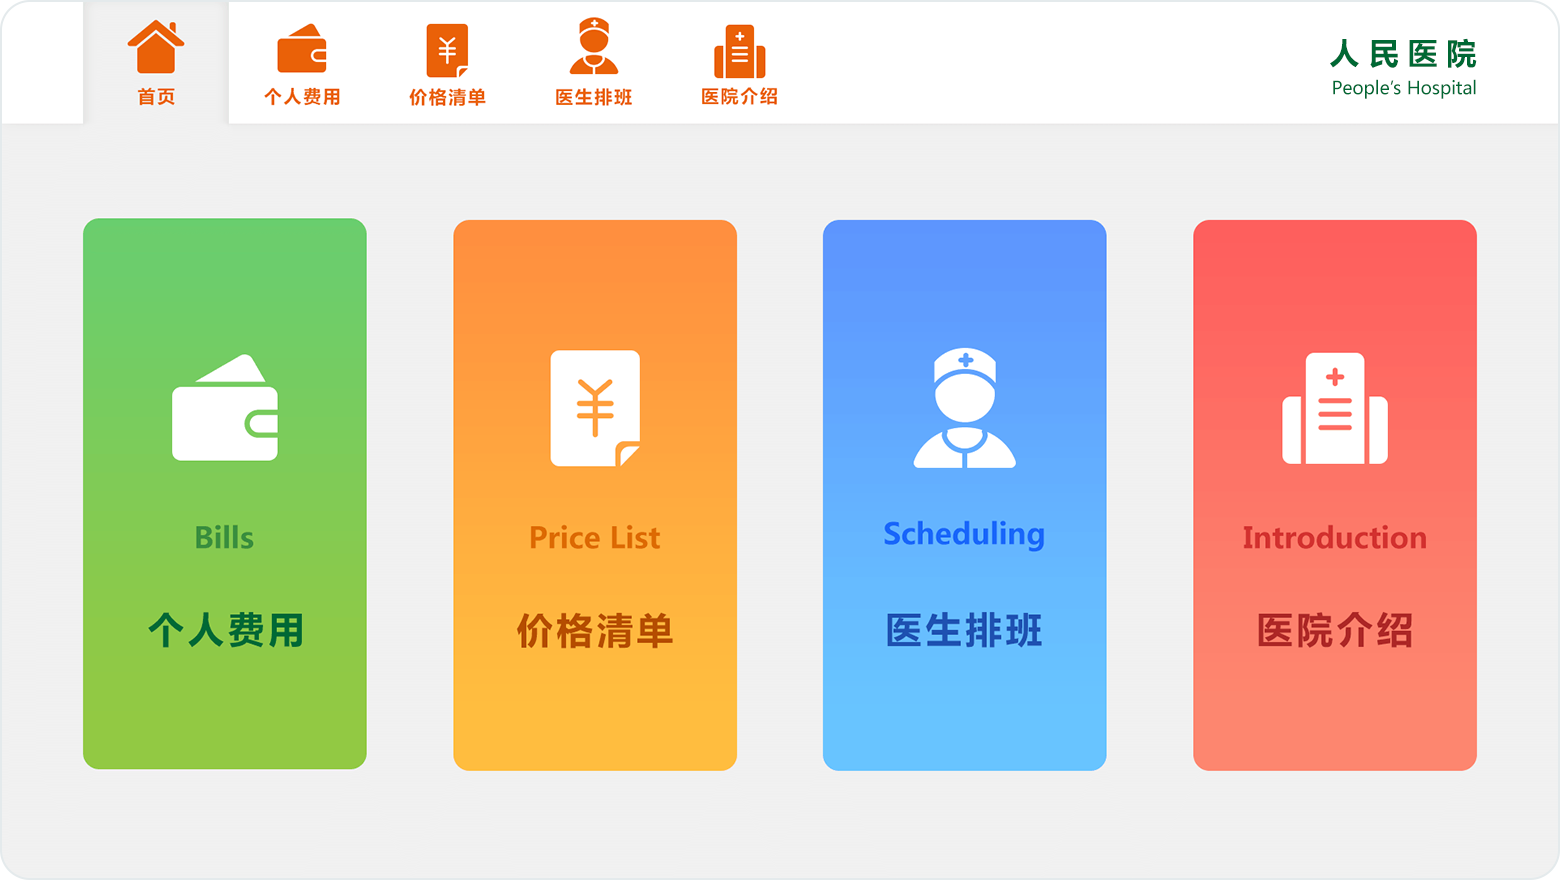 首页
个人费用
价格清单
医生排班
医院介绍
人民医院
People's Hospital
Bills
个人费用
Price List
价格清单
Scheduling
医生排班
Introduction
医院介绍